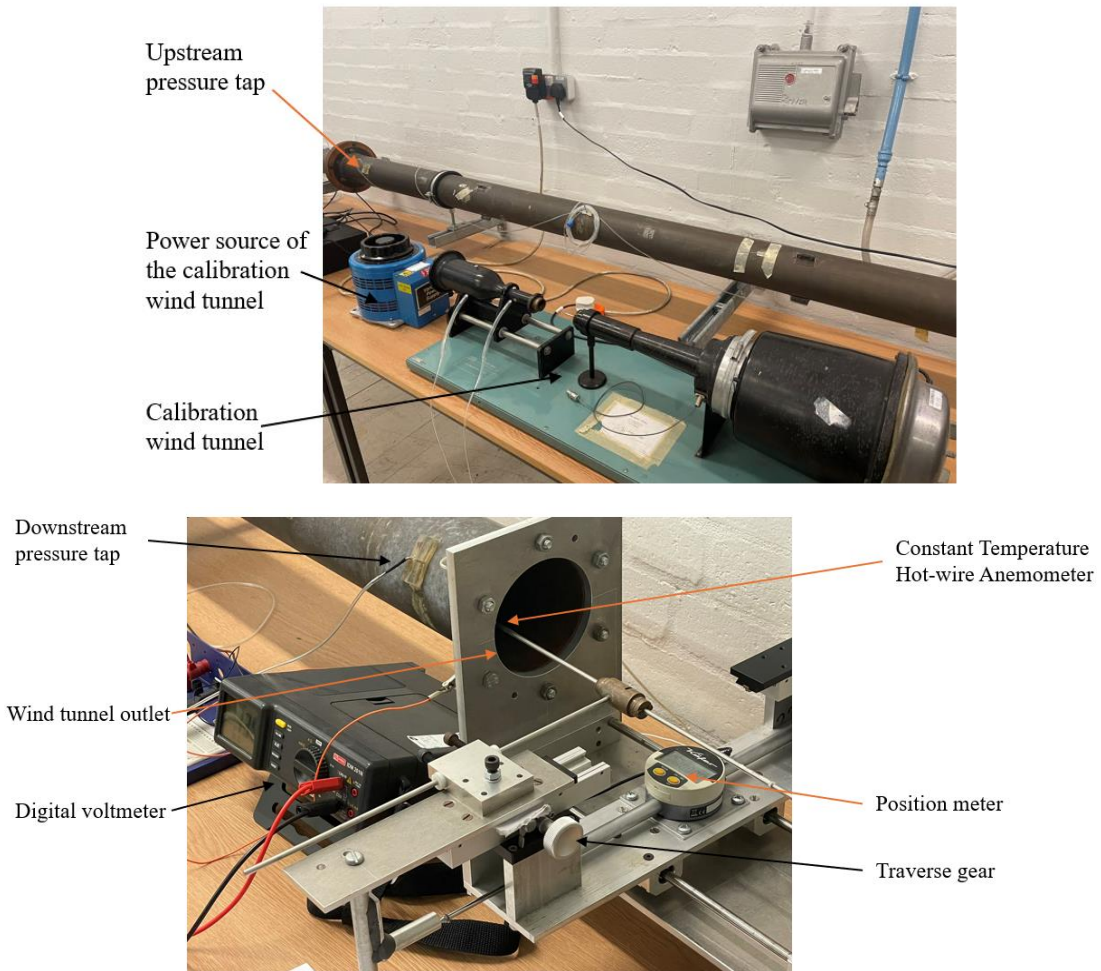 Upstream
pressure tap
Power source of
the calibration
wind tunnel
Calibration
wind tunnel
Downstream
pressure tap
Constant Temperature
Hot-wire Anemometer
Wind tunnel outlet
Digital voltmeter
Position meter
Traverse gear